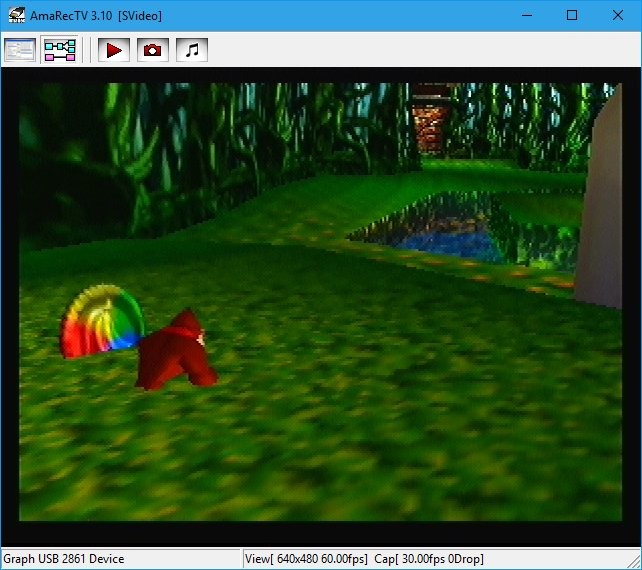 AmaRecTV 3.10 [SVideo]
Graph USB 2861 Device
View[ 640x480 60.00fps] Cap[ 30.00fps 0Drop]